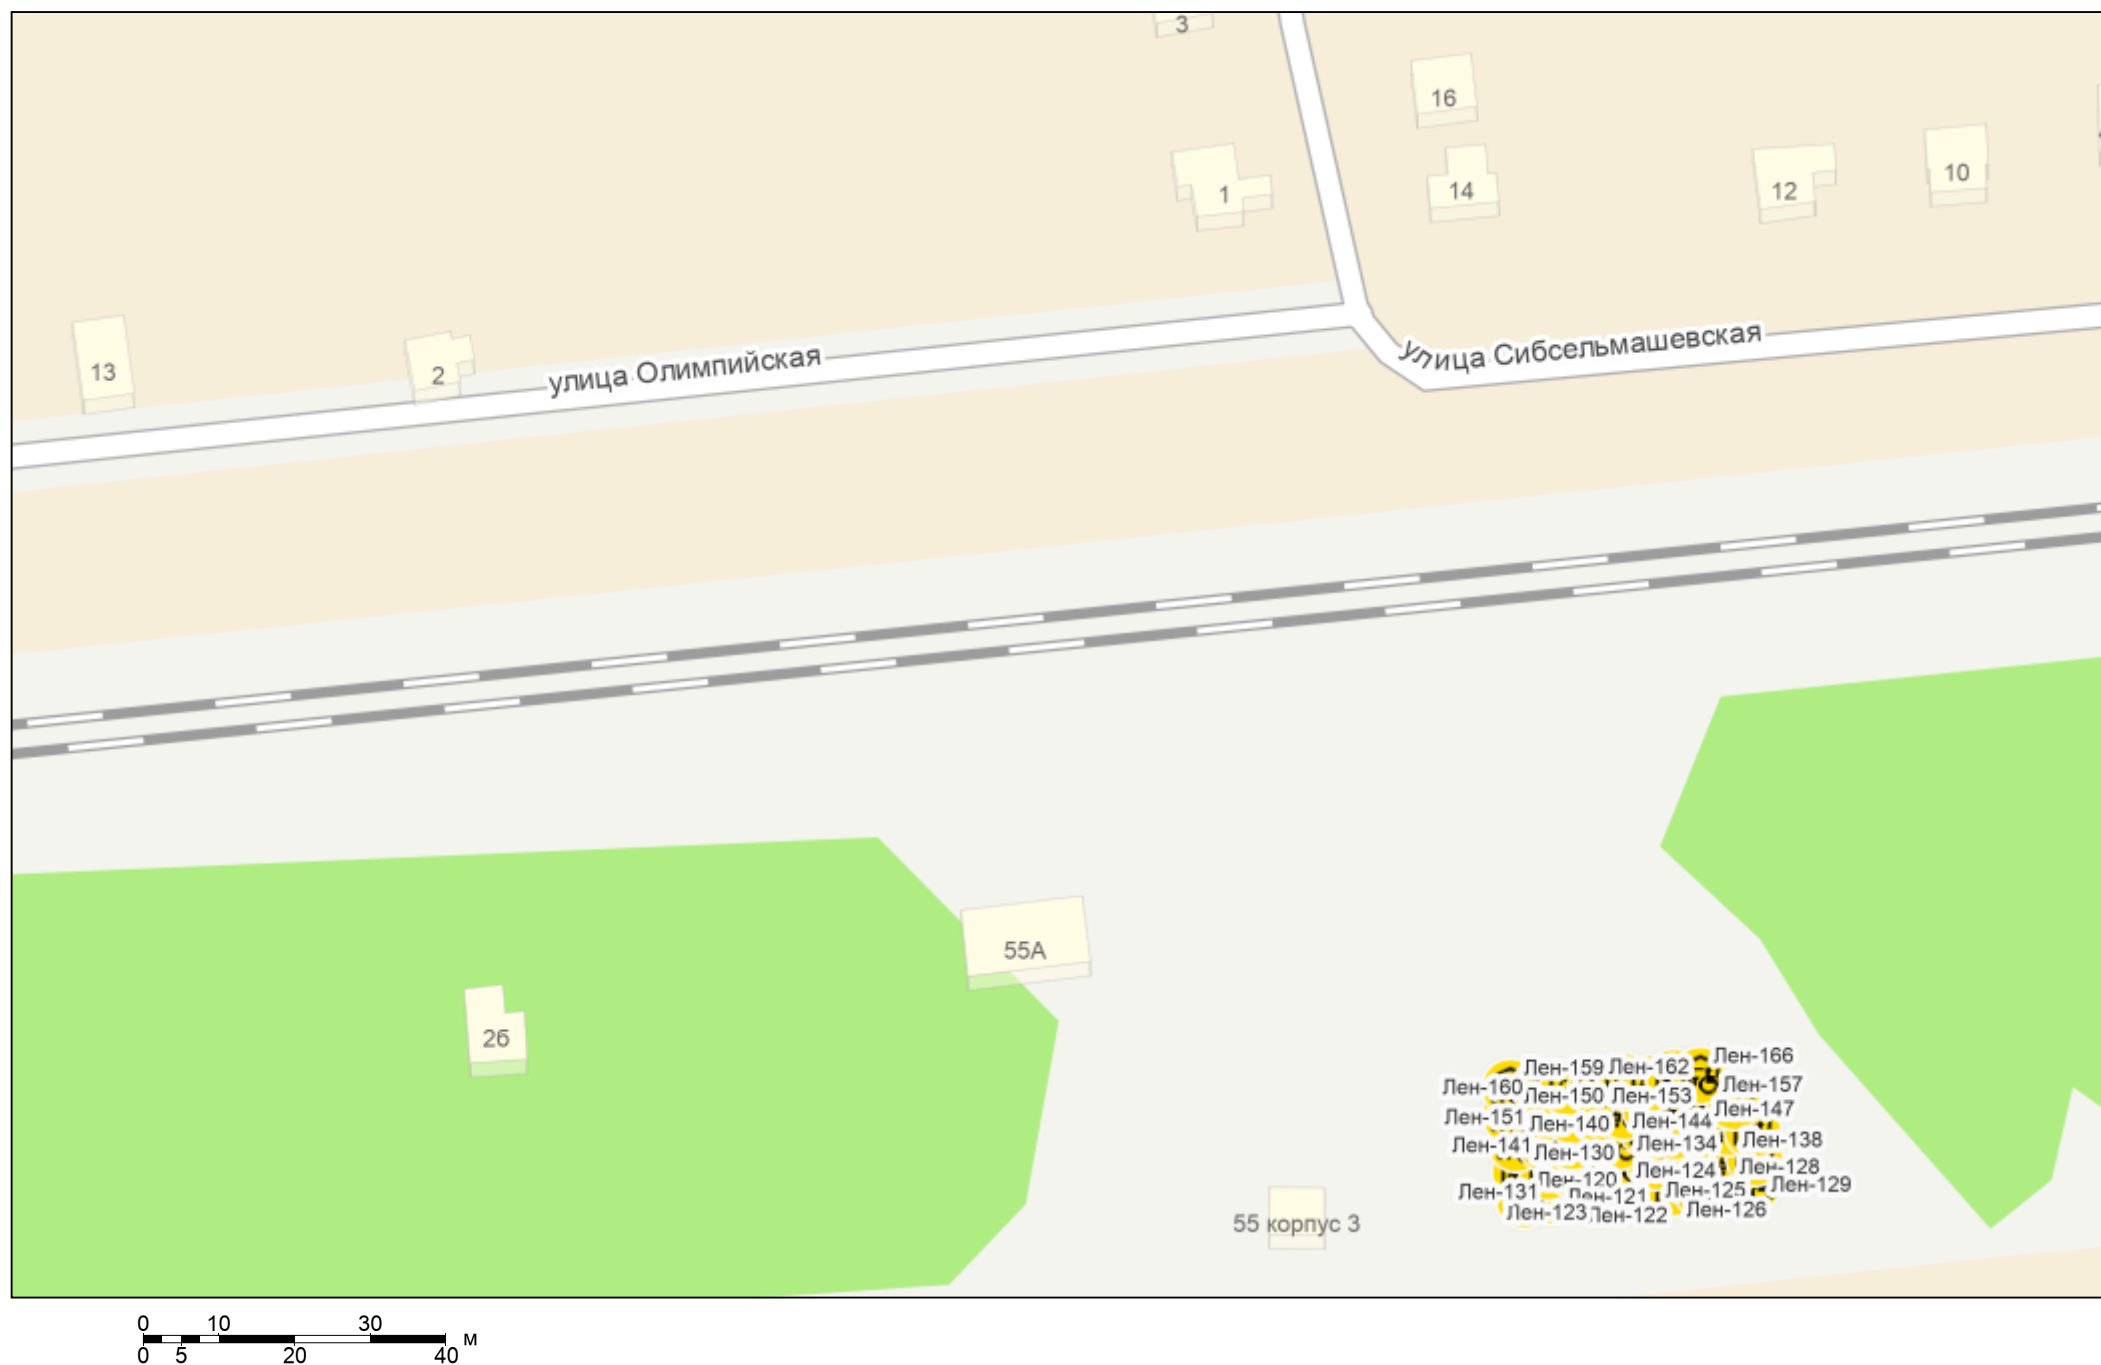 3
16
1
14
12
10
улица Сибсельмашевская
13
2
улица Олимпийская
55А
26
Лен-166
Лен-159 Лен-162
Лен-160
Лен-157
Лен-150 Лен-153
Лен-147
Лен-151
Лен-140 Лен-144
Лен-141
Лен-134 Лен-138
Лен-130
Лен-124 Лен-128
Лен-120
Лен-129
Лен-131
Лен-121 Лен-125
Лен-123 Лен-122
Лен-126
55 корпус 3
0 10 30
м
0 5 20 40